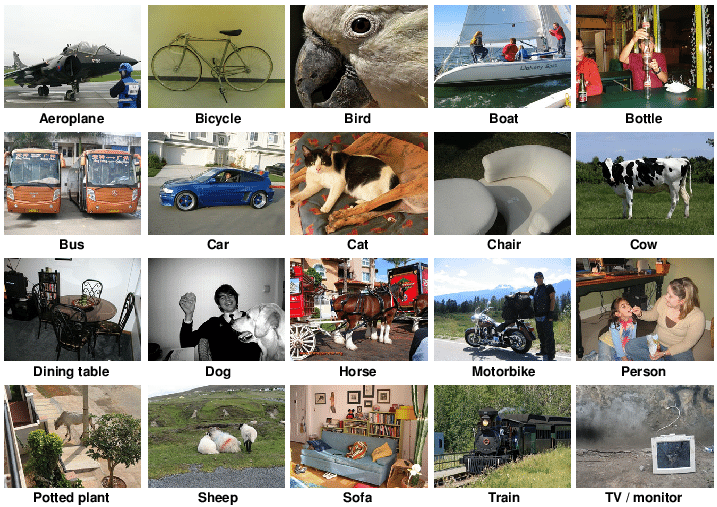 Aeroplane
Bicycle
Bird
Boat
Bottle
Bus
Car
Cat
Chair
Cow
Dining table
Dog
Horse
Motorbike
Person
Potted plant
Sheep
Sofa
Train
TV / monitor